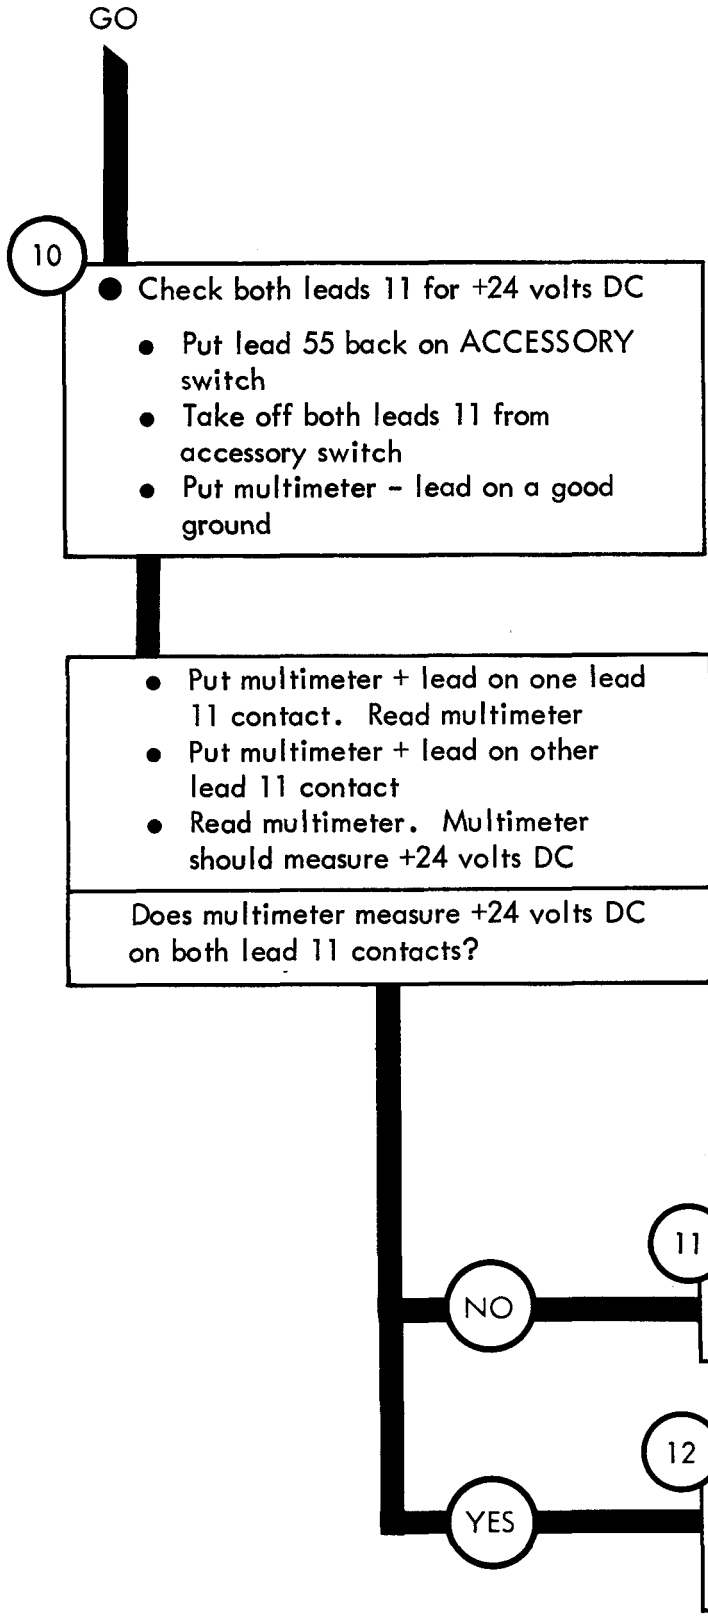 GO
10
● Check both leads 11 for +24 volts DC
● Put lead 55 back on ACCESSORY
switch
● Take off both leads 11 from
accessory switch
● Put multimeter – lead on a good
ground
● Put multimeter + lead on one lead
11 contact. Read multimeter
● Put multimeter + lead on other
lead 11 contact
● Read multimeter. Multimeter
should measure +24 volts DC
Does multimeter measure +24 volts DC
on both lead 11 contacts?
11
NO
12
YES